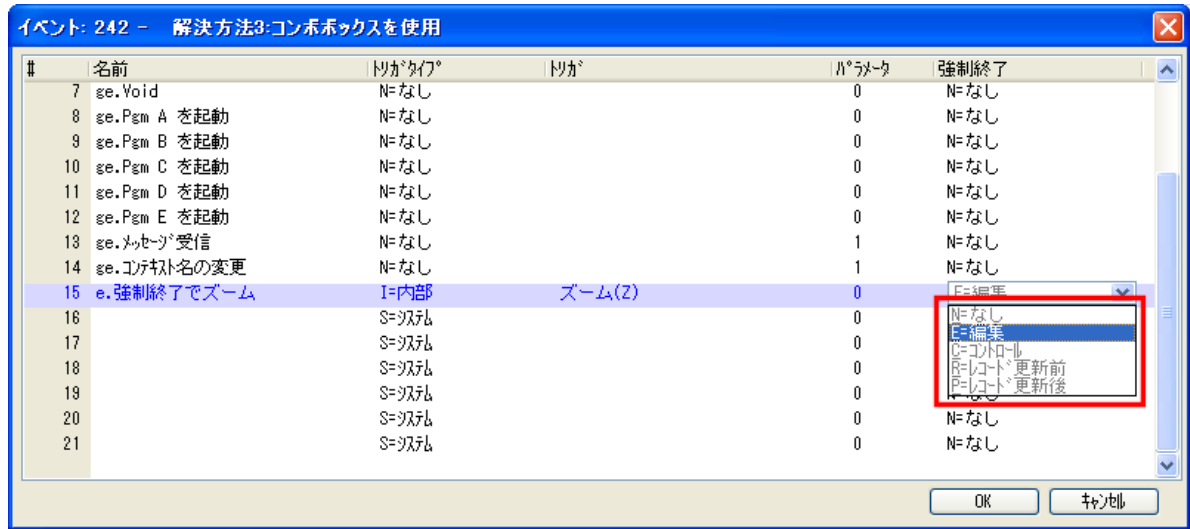 イベント: 242 - 解決方法3:コンボボックスを使用
# 名前 ﾄﾘｶﾞﾀｲﾌﾟ ﾄﾘｶﾞ ﾊﾟﾗﾒｰﾀ 強制終了
7 ge.Void N=なし 0 N=なし
8 ge.Pgm A を起動 N=なし 0 N=なし
9 ge.Pgm B を起動 N=なし 0 N=なし
10 ge.Pgm C を起動 N=なし 0 N=なし
11 ge.Pgm D を起動 N=なし 0 N=なし
12 ge.Pgm E を起動 N=なし 0 N=なし
13 ge.ﾒｯｾｰｼﾞ受信 N=なし 1 N=なし
14 ge.ｺﾝﾃｷｽﾄ名の変更 N=なし 1 N=なし
15 e.強制終了でズーム I=内部 ズーム(Z) 0 E=編集
16 S=ｼｽﾃﾑ 0 N=なし
E=編集
17 S=ｼｽﾃﾑ 0 C=ｺﾝﾄﾛｰﾙ
18 S=ｼｽﾃﾑ 0 R=ﾚｺｰﾄﾞ更新前
P=ﾚｺｰﾄﾞ更新後
19 S=ｼｽﾃﾑ 0 N=なし
20 S=ｼｽﾃﾑ 0 N=なし
21 S=ｼｽﾃﾑ 0 N=なし
OK ｷｬﾝｾﾙ